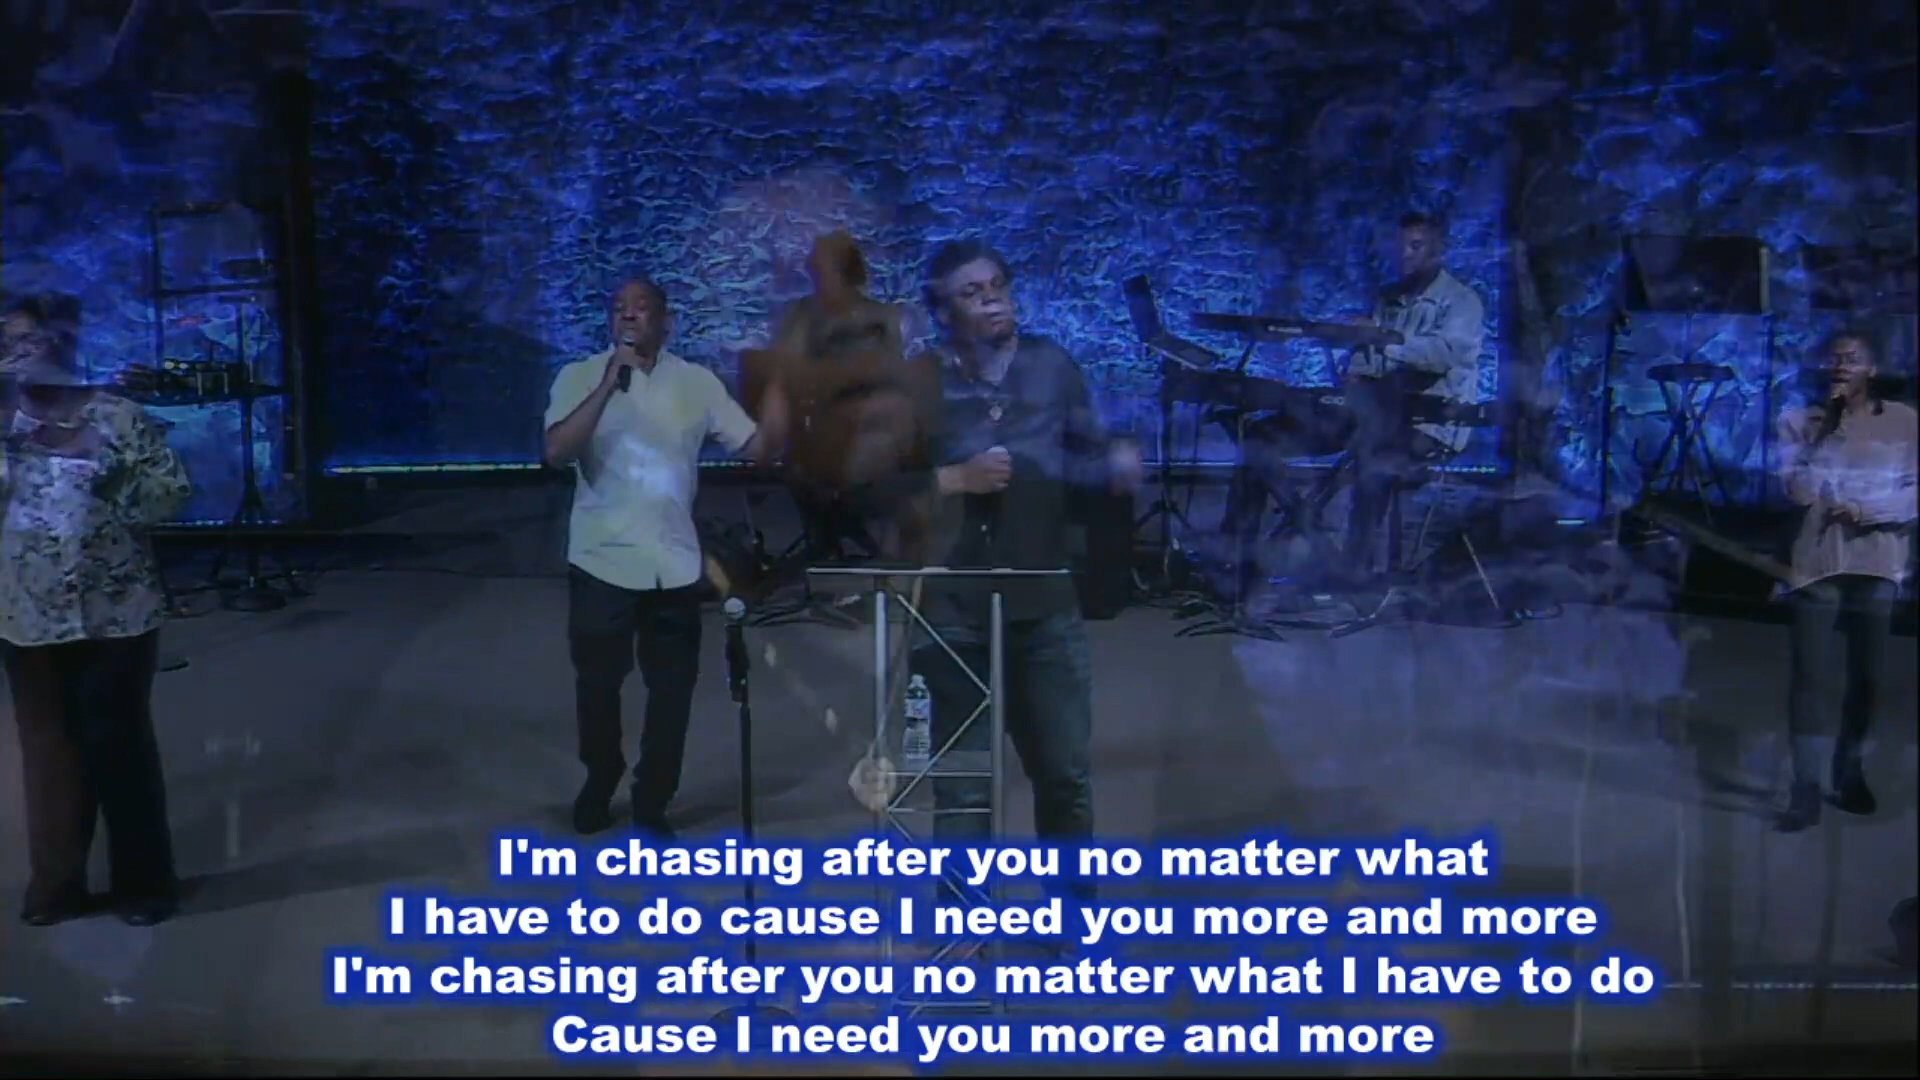 I'm chasing after you no matter what
I have to do cause I need you more and more
I'm chasing after you no matter what I have to do
Cause I need you more and more